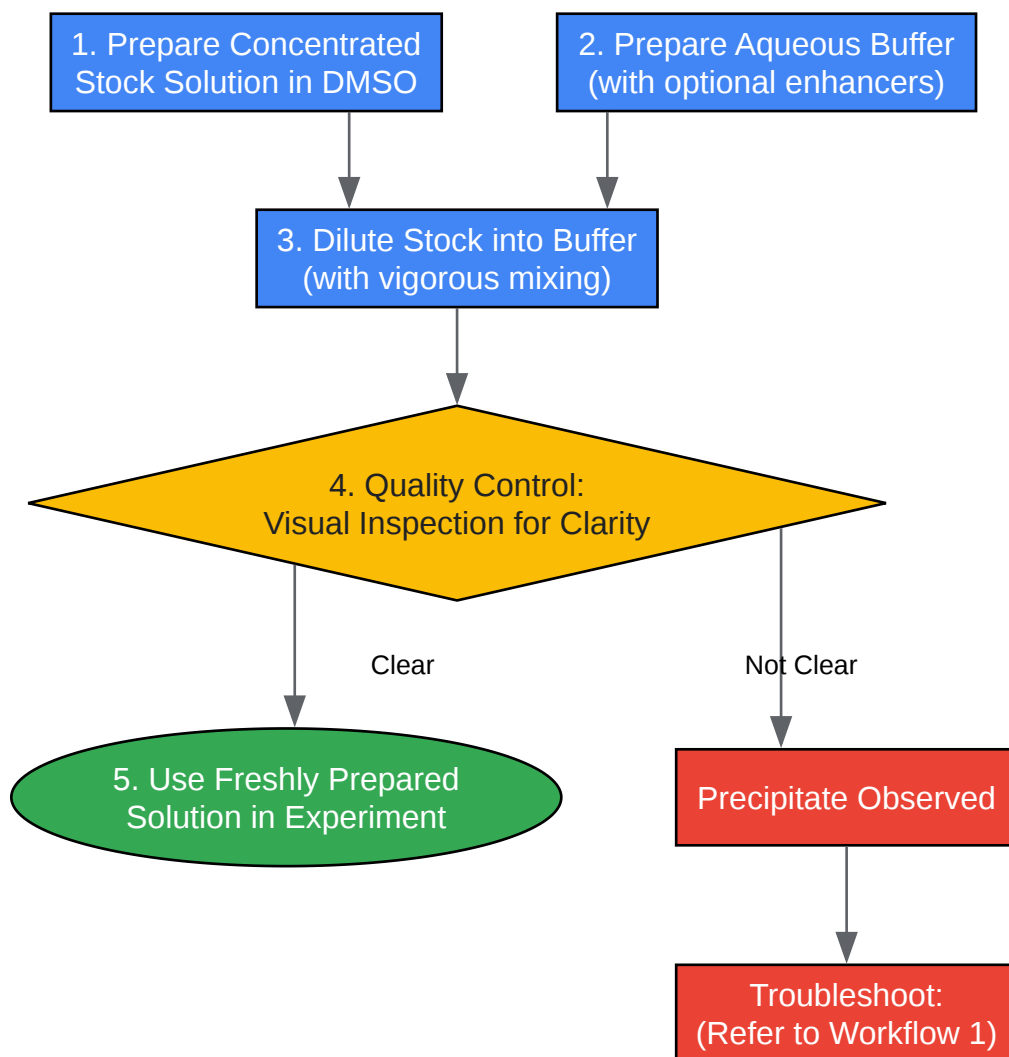 1. Prepare Concentrated
Stock Solution in DMSO
2. Prepare Aqueous Buffer
(with optional enhancers)
3. Dilute Stock into Buffer
(with vigorous mixing)
4. Quality Control:
Visual Inspection for Clarity
Clear
Not Clear
5. Use Freshly Prepared
Solution in Experiment
Precipitate Observed
Troubleshoot:
(Refer to Workflow 1)